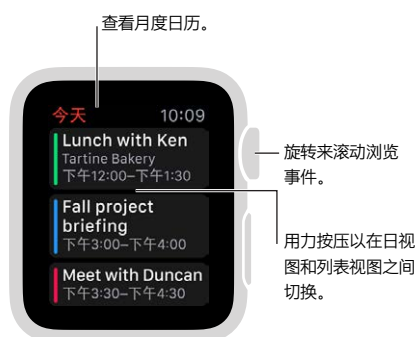 查看月度日历。
今天 10:09
Lunch with Ken
Tartine Bakery
下午12:00–下午1:30
Fall project
briefing
下午3:00–下午4:00
Meet with Duncan
下午3:30–下午4:30
旋转来滚动浏览
事件。
用力按压以在日视
图和列表视图之间
切换。